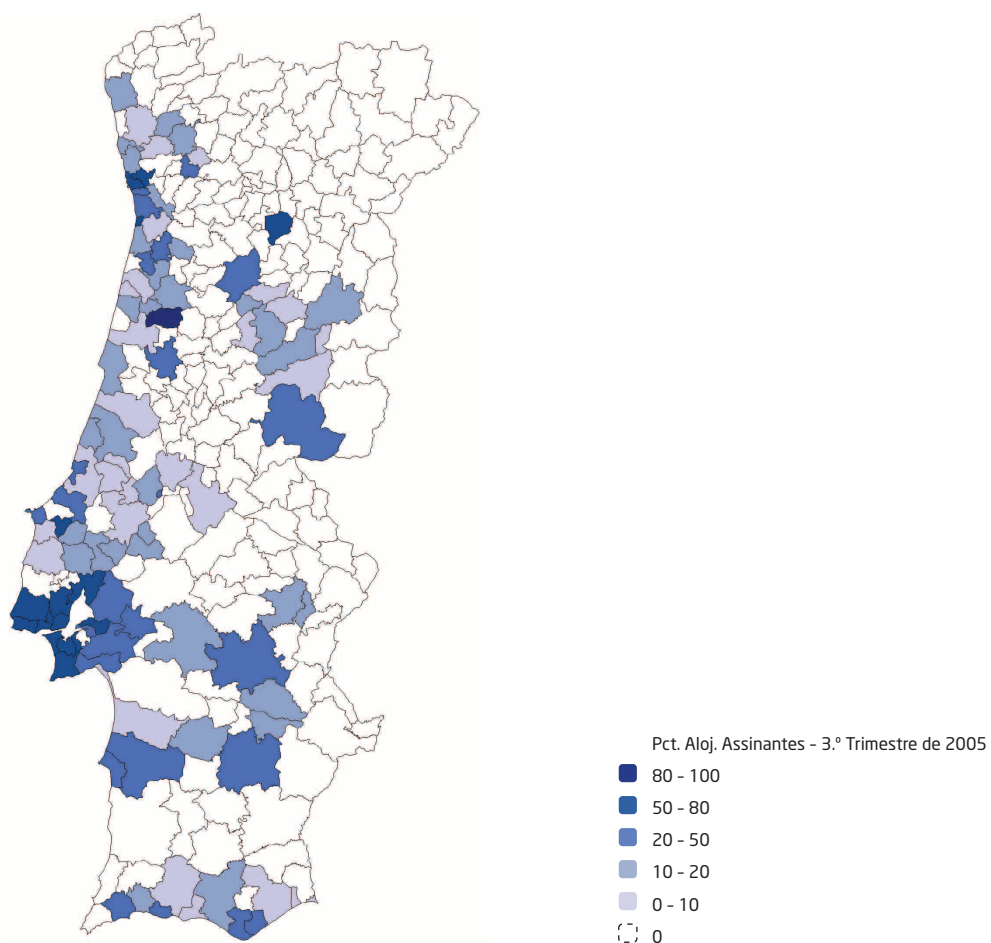 Pct. Aloj. Assinantes – 3.º Trimestre de 2005
80 – 100
50 – 80
20 – 50
10 – 20
0 – 10
0